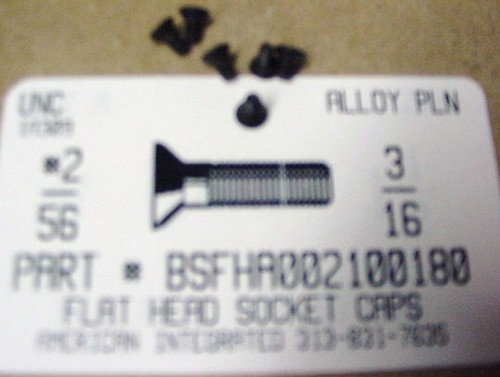 UNC ALLOY PLN
#2 3
56 16
PART # BSFHA002100180
FLAT HEAD SOCKET CAPS
AMERICAN INTEGRATED